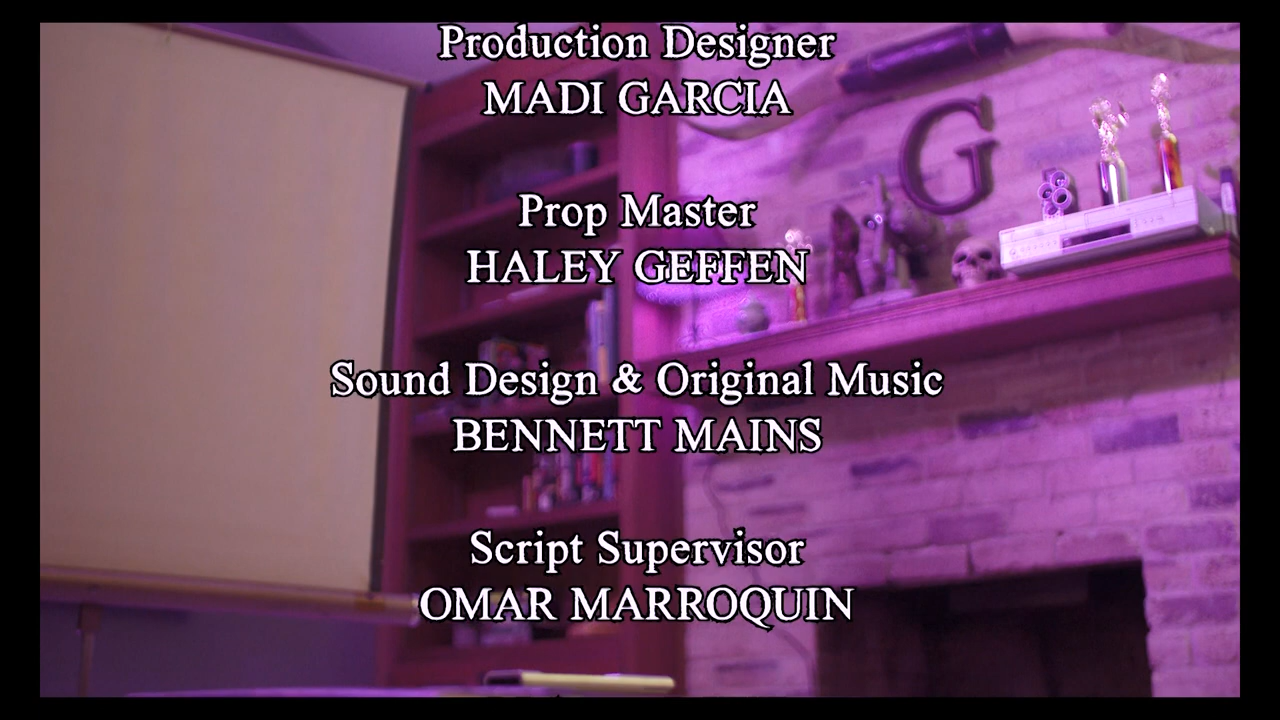 Production Designer
MADI GARCIA
G
Prop Master
HALEY GEFFEN
Sound Design & Original Music
BENNETT MAINS
Script Supervisor
OMAR MARROQUIN